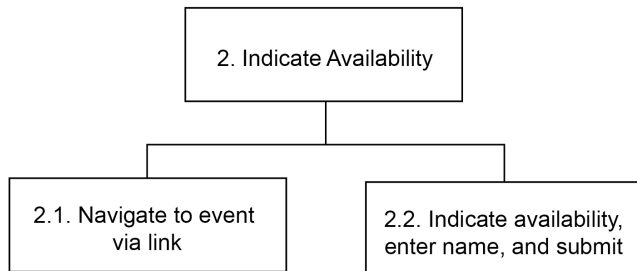 2. Indicate Availability
2.1. Navigate to event
via link
2.2. Indicate availability,
enter name, and submit